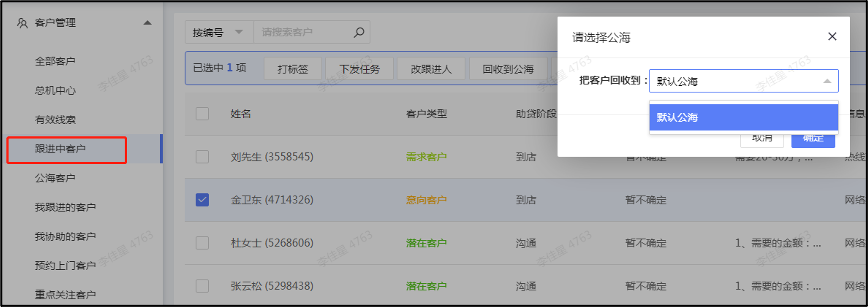 客户管理
全部客户
总机中心
有效线索
跟进中客户
公海客户
我跟进的客户
我协助的客户
预约上门客户
重点关注客户
按编号 请搜索客户
已选中 1 项 打标签 下发任务 改跟进人 回收到公海
姓名 客户类型 助贷阶段
刘先生 (3558545) 需求客户 到店 暂不确定 热线
金卫东 (4714326) 意向客户 到店 暂不确定 网络
杜女士 (5268606) 潜在客户 沟通 暂不确定 1、需要的金额：... 网络
张云松 (5298438) 潜在客户 沟通 暂不确定 1、需要的金额：... 网络
请选择公海
把客户回收到： 默认公海
默认公海
取消 确定
李佳星 4763